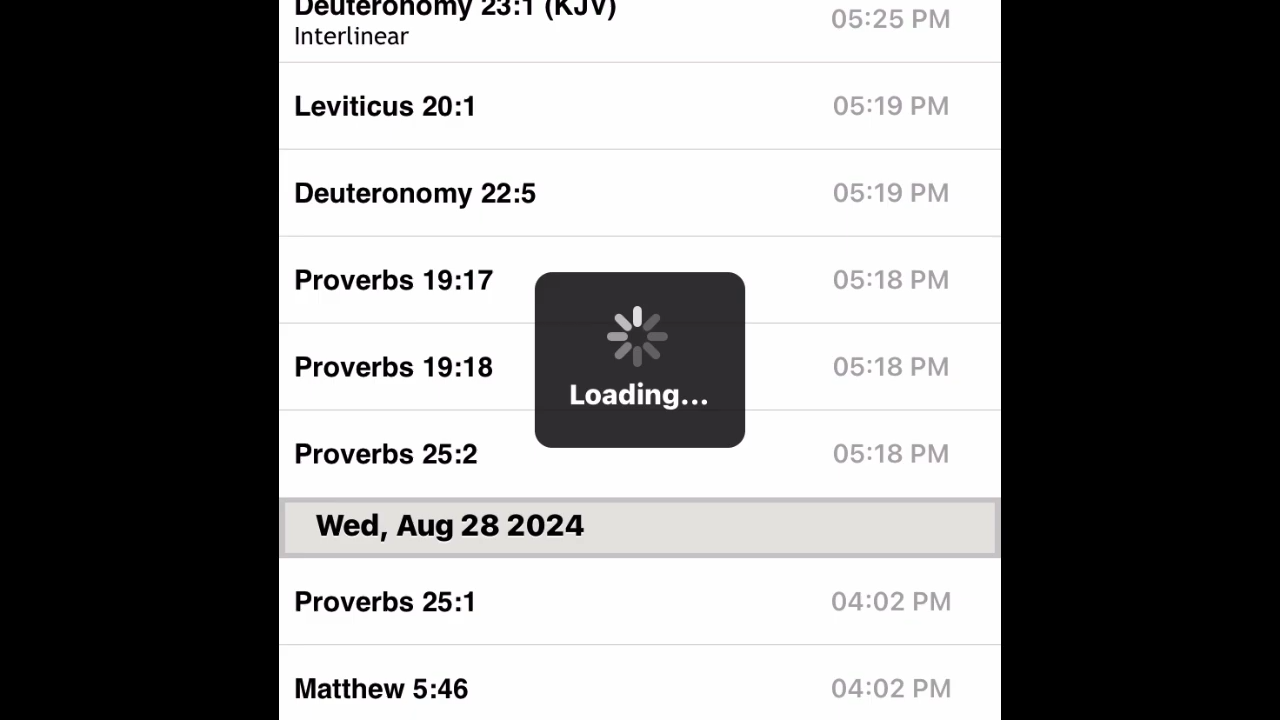 Deuteronomy 23:1 (KJV) 05:25 PM
Interlinear
Leviticus 20:1 05:19 PM
Deuteronomy 22:5 05:19 PM
Proverbs 19:17 05:18 PM
Proverbs 19:18 05:18 PM
Loading...
Proverbs 25:2 05:18 PM
Wed, Aug 28 2024
Proverbs 25:1 04:02 PM
Matthew 5:46 04:02 PM